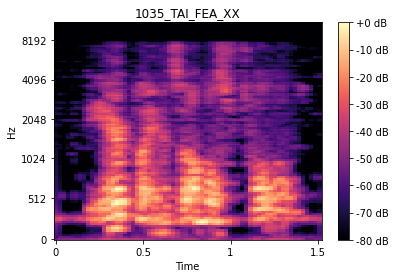 1035_TAI_FEA_XX
+0 dB
8192
-10 dB
4096
-20 dB
-30 dB
2048
Hz
-40 dB
1024
-50 dB
512
-60 dB
-70 dB
0
-80 dB
0 0.5 1 1.5
Time